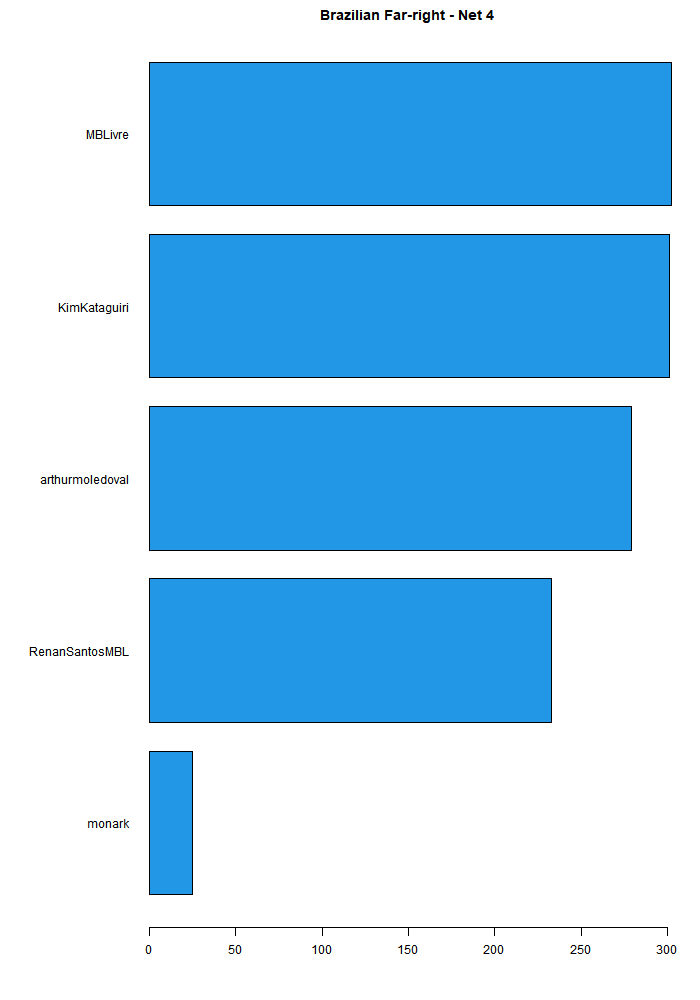 Brazilian Far-right - Net 4
MBLivre
KimKataguiri
arthurmoledoval
RenanSantosMBL
monark
0 50 100 150 200 250 300